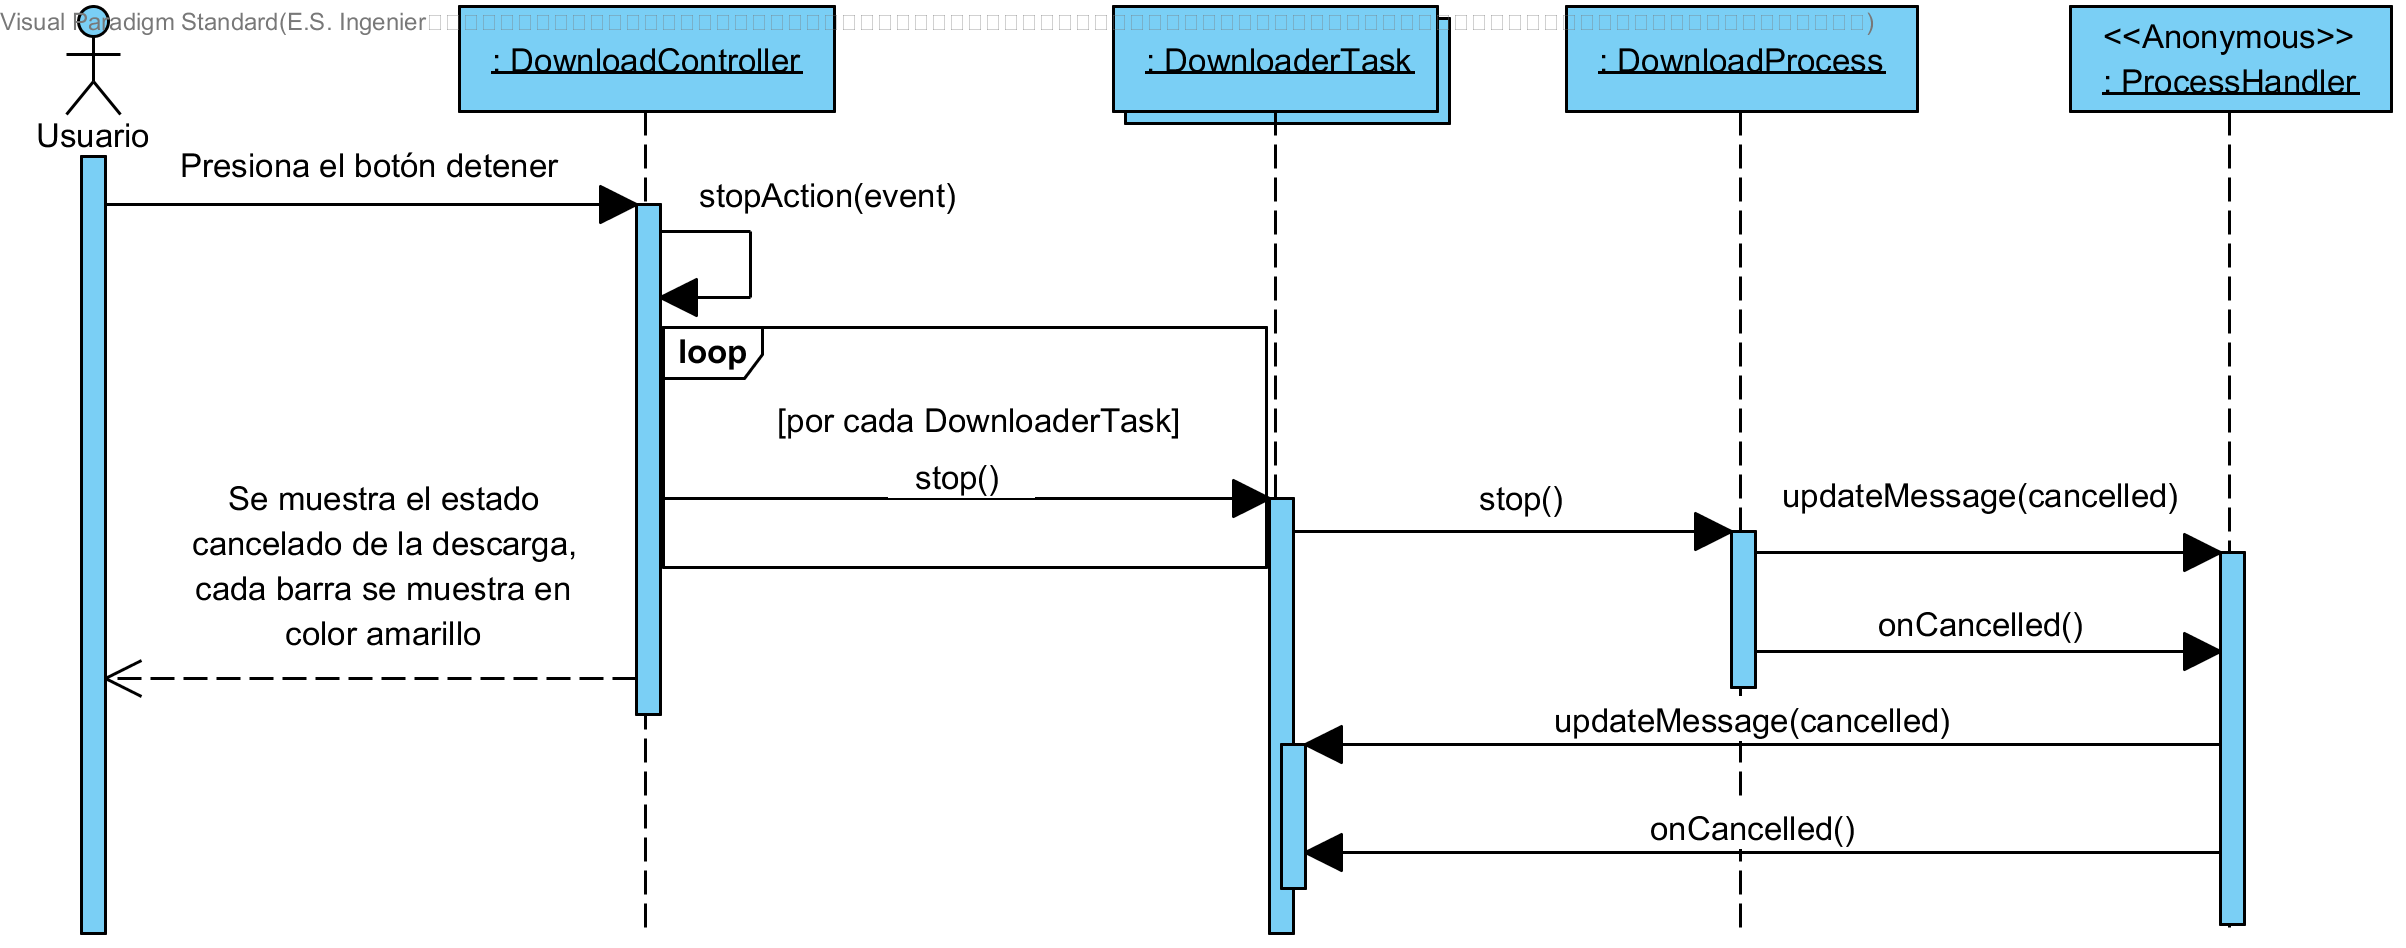 Visual Paradigm Standard(E.S. Ingenier
: DownloadController
: DownloaderTask
: DownloadProcess
<<Anonymous>>
: ProcessHandler
Usuario
Presiona el botón detener
stopAction(event)
loop
[por cada DownloaderTask]
stop()
stop()
updateMessage(cancelled)
Se muestra el estado
cancelado de la descarga,
cada barra se muestra en
color amarillo
onCancelled()
updateMessage(cancelled)
onCancelled()